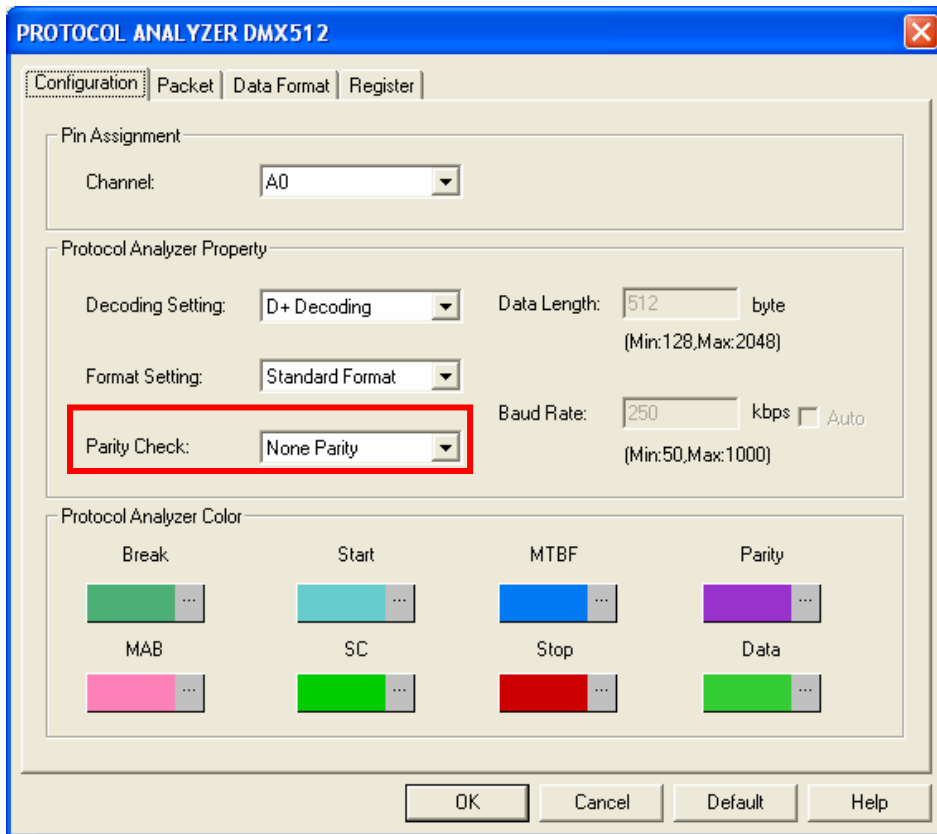 PROTOCOL ANALYZER DMX512
Configuration Packet Data Format Register
Pin Assignment
Channel: A0
Protocol Analyzer Property
Decoding Setting: D+ Decoding Data Length: 512 byte
(Min:128,Max:2048)
Format Setting: Standard Format
Baud Rate: 250 kbps Auto
Parity Check: None Parity
(Min:50,Max:1000)
Protocol Analyzer Color
Break Start MTBF Parity
... ... ... ...
MAB SC Stop Data
... ... ... ...
OK Cancel Default Help